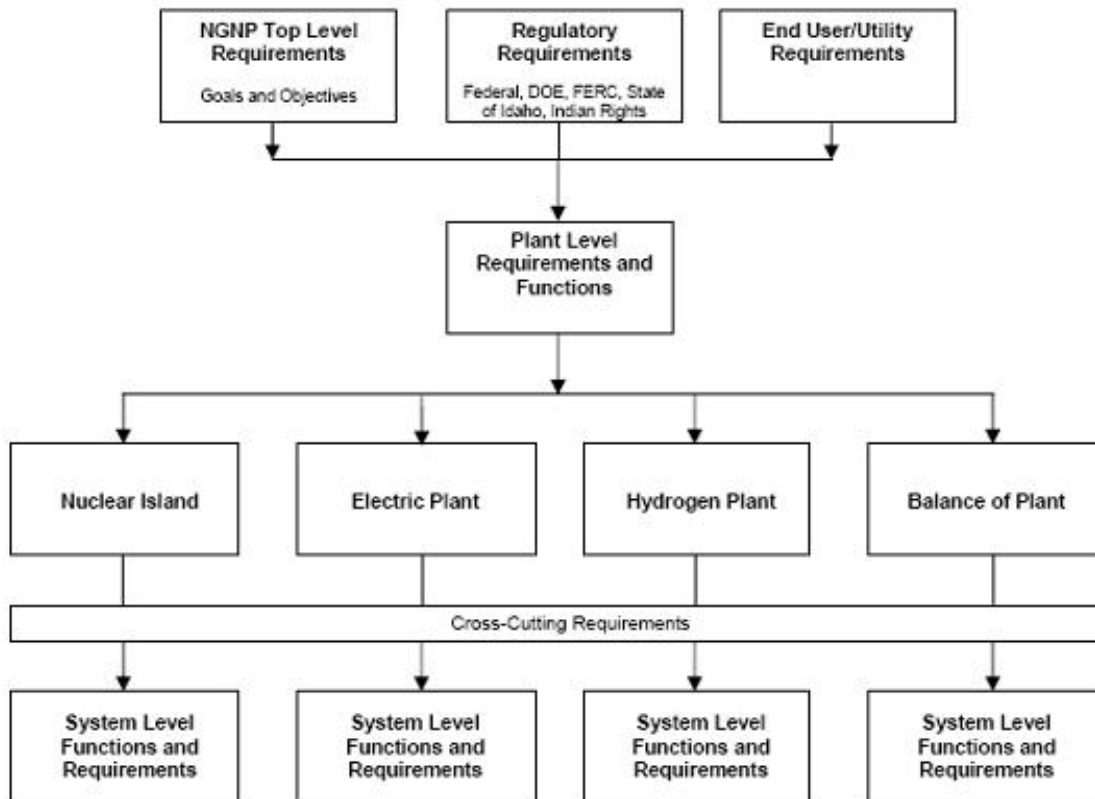 NGNP Top Level
Requirements
Goals and Objectives
Regulatory
Requirements
Federal, DOE, FERC, State
of Idaho, Indian Rights
End User/Utility
Requirements
Plant Level
Requirements and
Functions
Nuclear Island
Electric Plant
Hydrogen Plant
Balance of Plant
Cross-Cutting Requirements
System Level
Functions and
Requirements
System Level
Functions and
Requirements
System Level
Functions and
Requirements
System Level
Functions and
Requirements